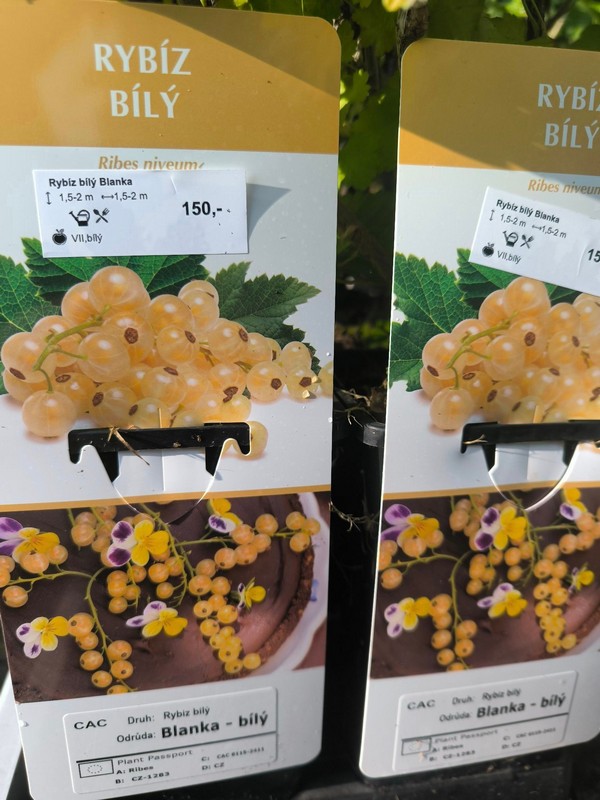 RYBÍZ
BÍLÝ
Ribes niveum
Rybíz bílý Blanka
1,5-2 m 1,5-2 m
150,-
VII,bílý
CAC Druh: Rybíz bílý
Odrůda: Blanka - bílý
Plant Passport
A: Ribes
B: CZ-1283
C: CAC
D: CZ
RYBÍZ
BÍLÝ
Ribes niveum
Rybíz bílý Blanka
1,5-2 m 1,5-2 m
15
VII,bílý
CAC Druh: Rybíz bílý
Odrůda: Blanka - bílý
Plant Passport
A: Ribes
B: CZ-1283
C: CAC
D: CZ